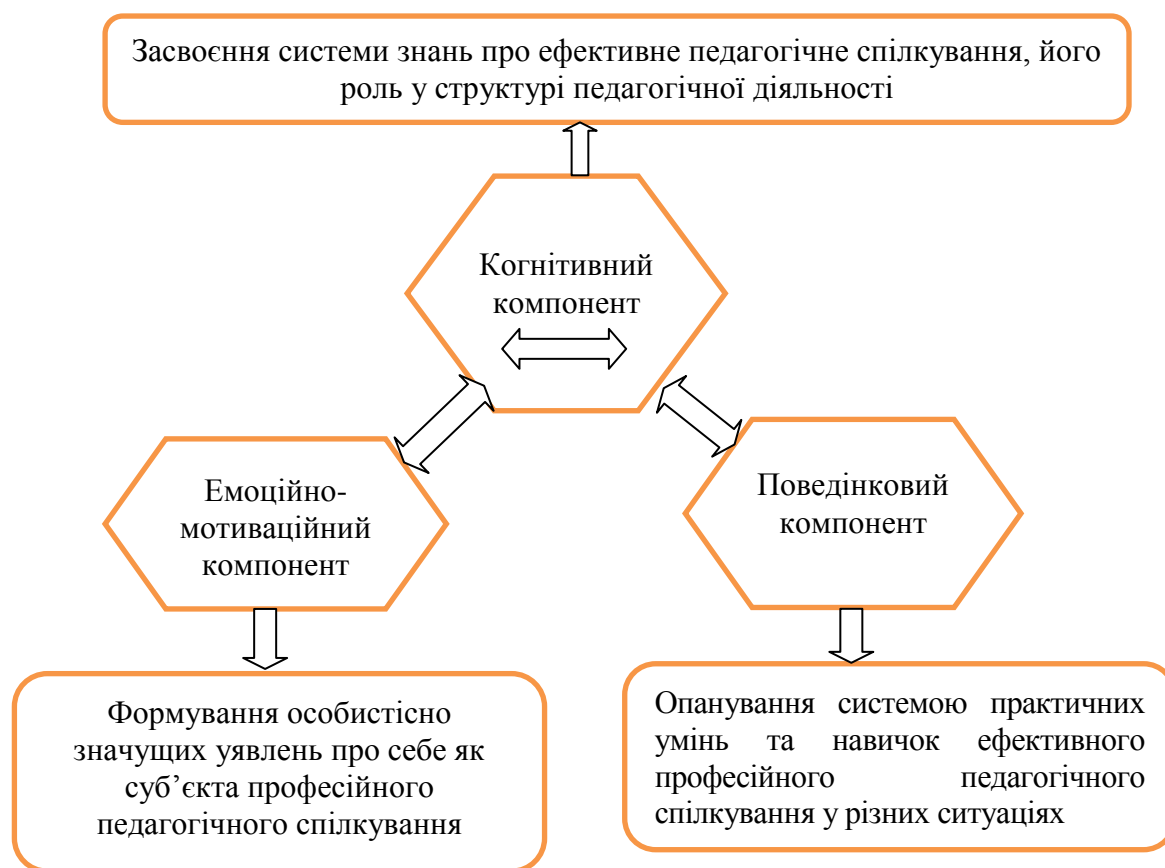 Засвоєння системи знань про ефективне педагогічне спілкування, його
роль у структурі педагогічної діяльності
Когнітивний
компонент
Емоційно-
мотиваційний
компонент
Поведінковий
компонент
Формування особистісно
значущих уявлень про себе як
суб’єкта професійного
педагогічного спілкування
Опанування системою практичних
умінь та навичок ефективного
професійного педагогічного
спілкування у різних ситуаціях